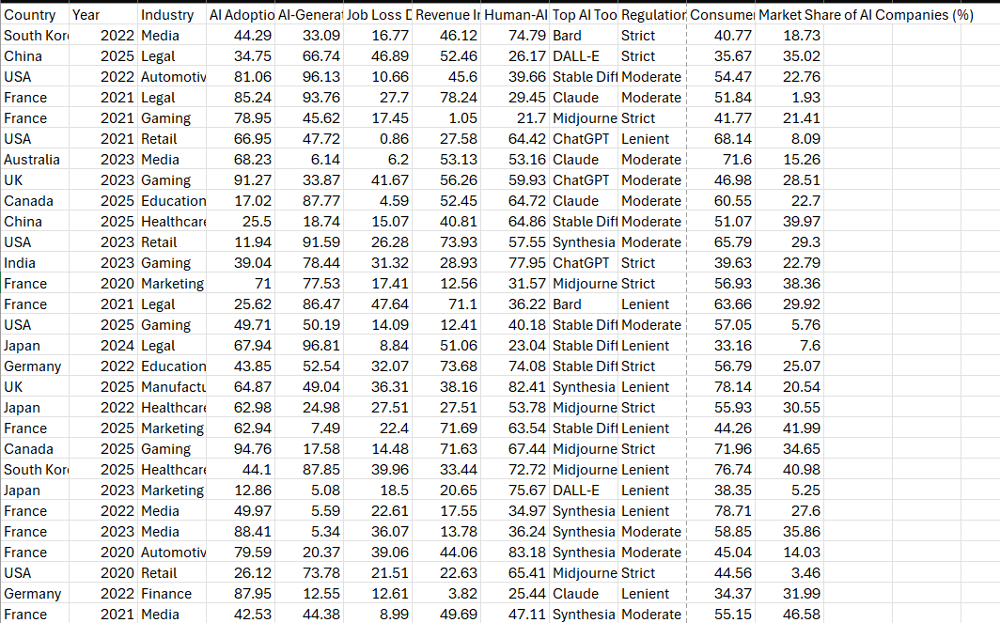 Country Year Industry AI Adoptio AI-Generat Job Loss D Revenue In Human-AI Top AI Too Regulation Consumer Market Share of AI Companies (%)
South Kore 2022 Media 44.29 33.09 16.77 46.12 74.79 Bard Strict 40.77 18.73
China 2025 Legal 34.75 66.74 46.89 52.46 26.17 DALL-E Strict 35.67 35.02
USA 2022 Automotiv 81.06 96.13 10.66 45.6 39.66 Stable Diff Moderate 54.47 22.76
France 2021 Legal 85.24 93.76 27.7 78.24 29.45 Claude Moderate 51.84 1.93
France 2021 Gaming 78.95 45.62 17.45 1.05 21.7 Midjourne Strict 41.77 21.41
USA 2021 Retail 66.95 47.72 0.86 27.58 64.42 ChatGPT Lenient 68.14 8.09
Australia 2023 Media 68.23 6.14 6.2 53.13 53.16 Claude Moderate 71.6 15.26
UK 2023 Gaming 91.27 33.87 41.67 56.26 59.93 ChatGPT Moderate 46.98 28.51
Canada 2025 Education 17.02 87.77 4.59 52.45 64.72 Claude Moderate 60.55 22.7
China 2025 Healthcare 25.5 18.74 15.07 40.81 64.86 Stable Diff Moderate 51.07 39.97
USA 2023 Retail 11.94 91.59 26.28 73.93 57.55 Synthesia Moderate 65.79 29.3
India 2023 Gaming 39.04 78.44 31.32 28.93 77.95 ChatGPT Strict 39.63 22.79
France 2020 Marketing 71 77.53 17.41 12.56 31.57 Midjourne Strict 56.93 38.36
France 2021 Legal 25.62 86.47 47.64 71.1 36.22 Bard Lenient 63.66 29.92
USA 2025 Gaming 49.71 50.19 14.09 12.41 40.18 Stable Diff Moderate 57.05 5.76
Japan 2024 Legal 67.94 96.81 8.84 51.06 23.04 Stable Diff Lenient 33.16 7.6
Germany 2022 Education 43.85 52.54 32.07 73.68 74.08 Stable Diff Strict 56.79 25.07
UK 2025 Manufactu 64.87 49.04 36.31 38.16 82.41 Synthesia Lenient 78.14 20.54
Japan 2022 Healthcare 62.98 24.98 27.51 27.51 53.78 Midjourne Strict 55.93 30.55
France 2025 Marketing 62.94 7.49 22.4 71.69 63.54 Stable Diff Lenient 44.26 41.99
Canada 2025 Gaming 94.76 17.58 14.48 71.63 67.44 Midjourne Strict 71.96 34.65
South Kore 2025 Healthcare 44.1 87.85 39.96 33.44 72.72 Midjourne Lenient 76.74 40.98
Japan 2023 Marketing 12.86 5.08 18.5 20.65 75.67 DALL-E Lenient 38.35 5.25
France 2022 Media 49.97 5.59 22.61 17.55 34.97 Synthesia Lenient 78.71 27.6
France 2023 Media 88.41 5.34 36.07 13.78 36.24 Synthesia Moderate 58.85 35.86
France 2020 Automotiv 79.59 20.37 39.06 44.06 83.18 Synthesia Moderate 45.04 14.03
USA 2020 Retail 26.12 73.78 21.51 22.63 65.41 Midjourne Strict 44.56 3.46
Germany 2022 Finance 87.95 12.55 12.61 3.82 25.44 Claude Lenient 34.37 31.99
France 2021 Media 42.53 44.38 8.99 49.69 47.11 Synthesia Moderate 55.15 46.58